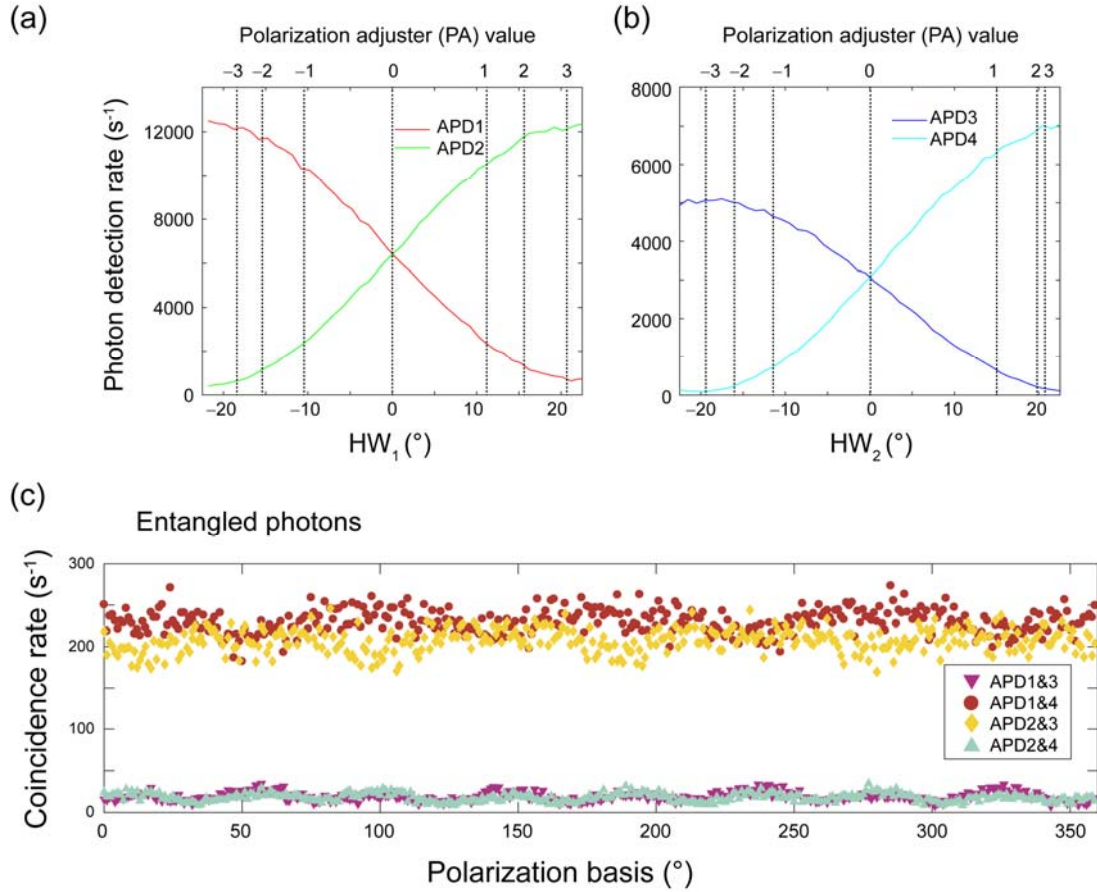 (a)
Polarization adjuster (PA) value
−3 −2 −1 0 1 2 3
Photon detection rate (s⁻¹)
12000
8000
4000
0
APD1
APD2
−20 −10 0 10 20
HW₁ (°)
(b)
Polarization adjuster (PA) value
−3 −2 −1 0 1 2 3
8000
6000
4000
2000
0
APD3
APD4
−20 −10 0 10 20
HW₂ (°)
(c)
Entangled photons
Coincidence rate (s⁻¹)
300
200
100
0
APD1&3
APD1&4
APD2&3
APD2&4
0 50 100 150 200 250 300 350
Polarization basis (°)